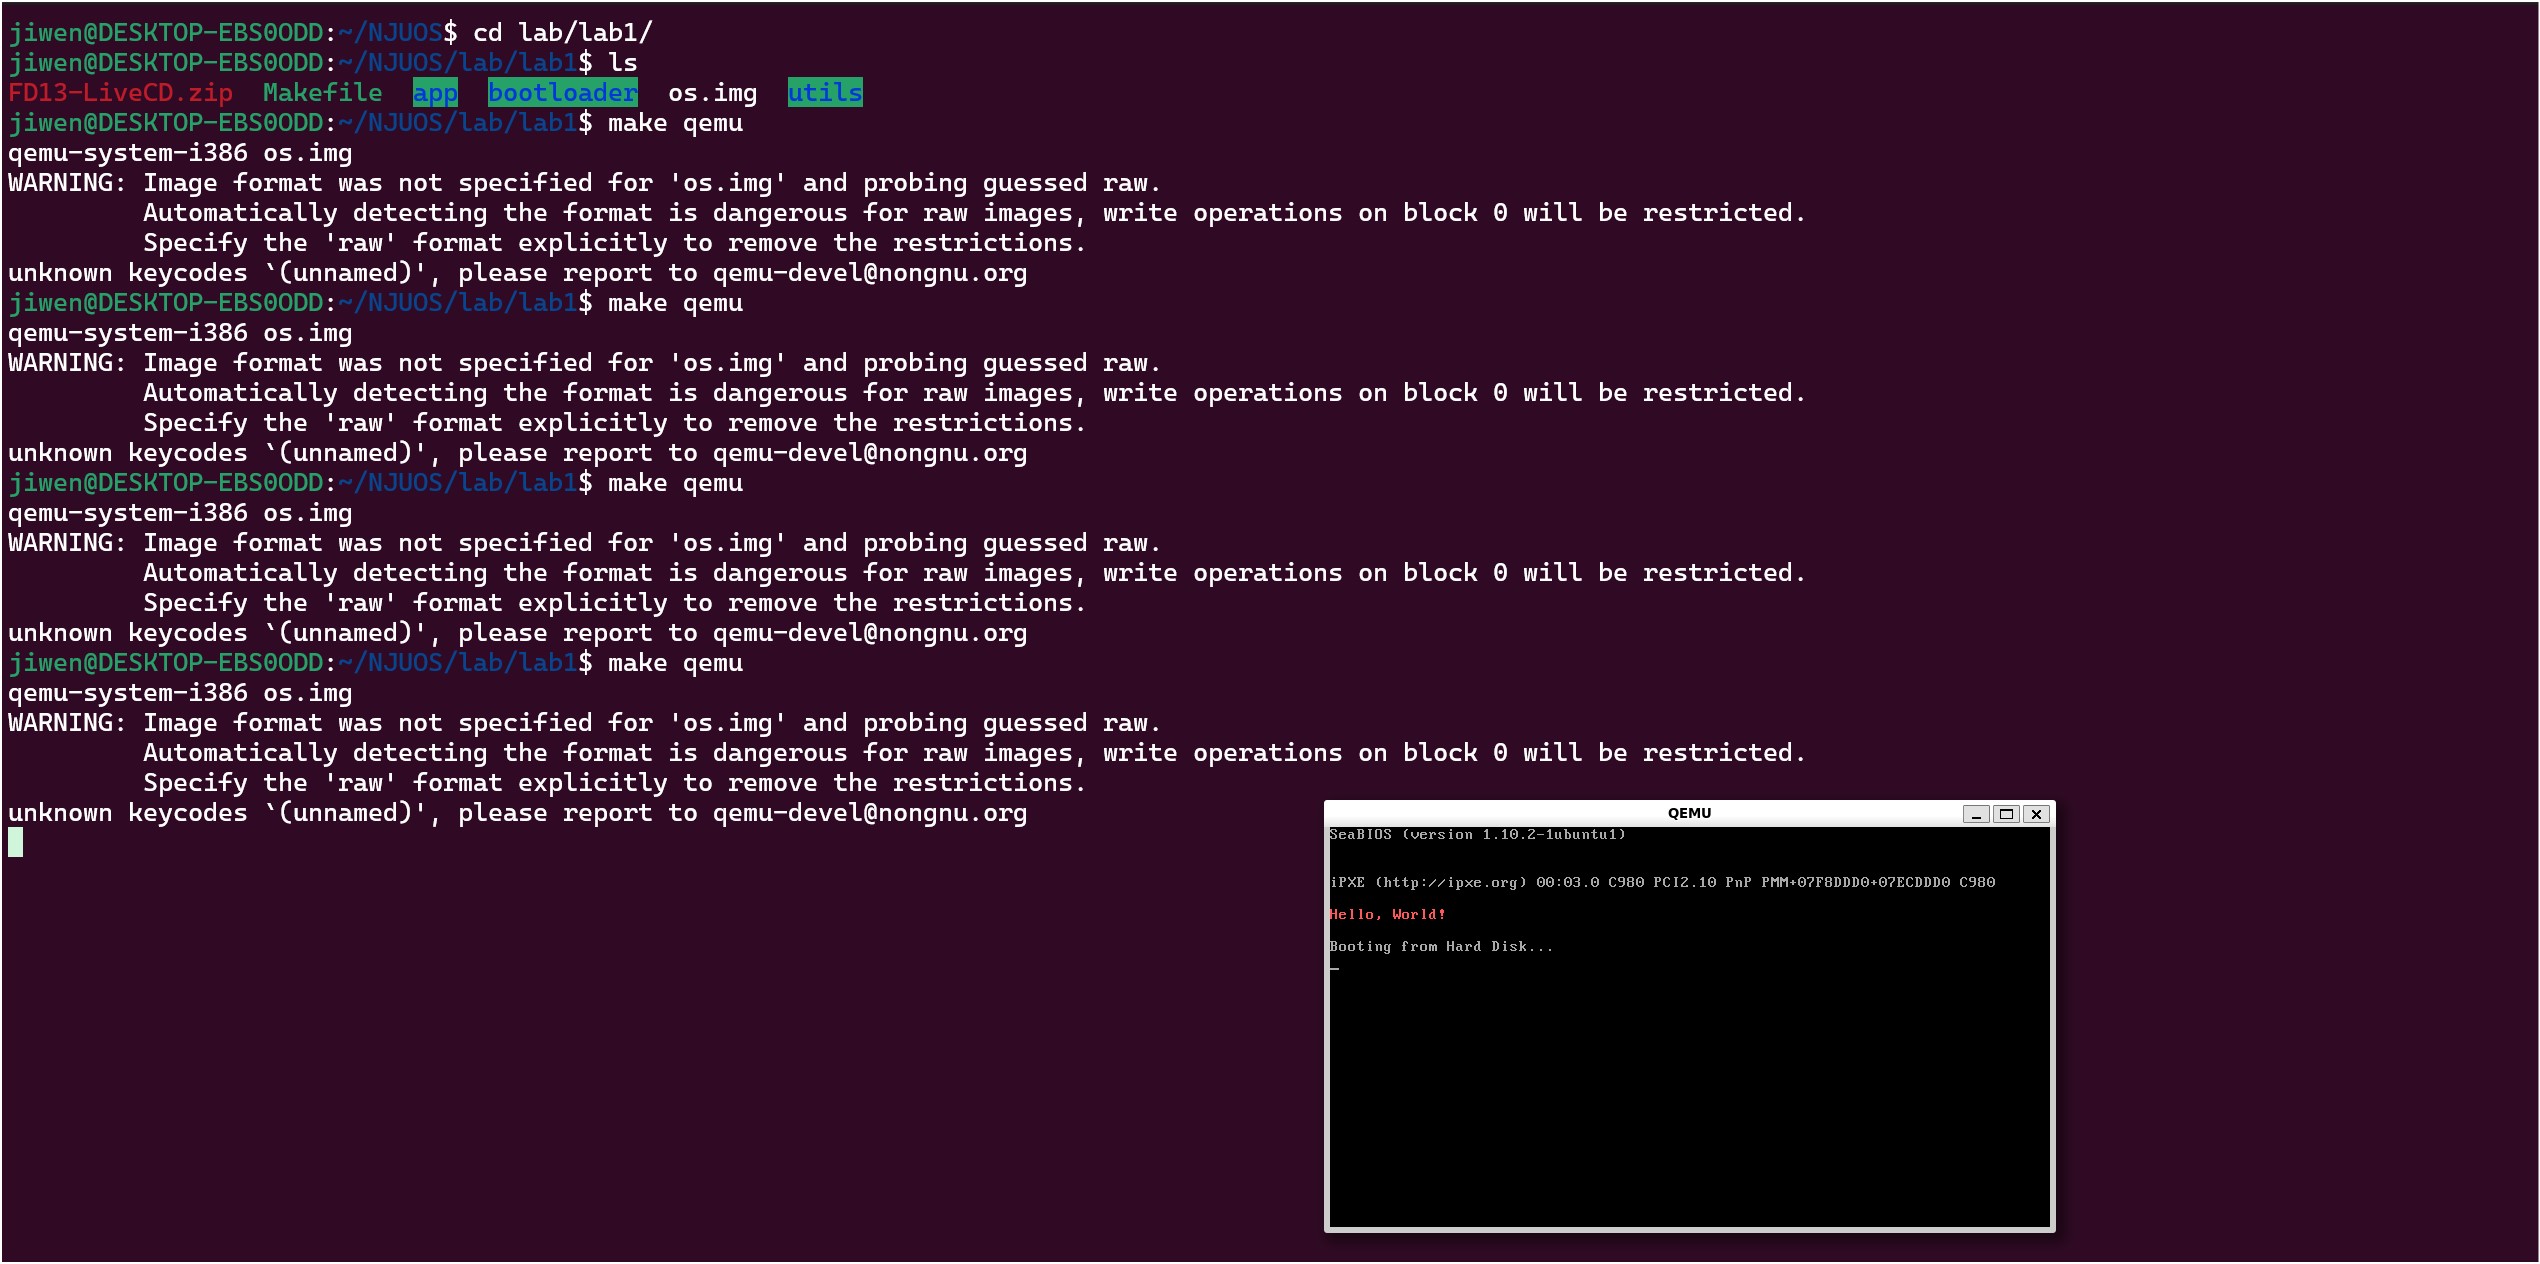 jiwen@DESKTOP-EBS0ODD:~/NJUOS$ cd lab/lab1/
jiwen@DESKTOP-EBS0ODD:~/NJUOS/lab/lab1$ ls
FD13-LiveCD.zip  Makefile  app  bootloader  os.img  utils
jiwen@DESKTOP-EBS0ODD:~/NJUOS/lab/lab1$ make qemu
qemu-system-i386 os.img
WARNING: Image format was not specified for 'os.img' and probing guessed raw.
         Automatically detecting the format is dangerous for raw images, write operations on block 0 will be restricted.
         Specify the 'raw' format explicitly to remove the restrictions.
unknown keycodes `(unnamed)', please report to qemu-devel@nongnu.org
jiwen@DESKTOP-EBS0ODD:~/NJUOS/lab/lab1$ make qemu
qemu-system-i386 os.img
WARNING: Image format was not specified for 'os.img' and probing guessed raw.
         Automatically detecting the format is dangerous for raw images, write operations on block 0 will be restricted.
         Specify the 'raw' format explicitly to remove the restrictions.
unknown keycodes `(unnamed)', please report to qemu-devel@nongnu.org
jiwen@DESKTOP-EBS0ODD:~/NJUOS/lab/lab1$ make qemu
qemu-system-i386 os.img
WARNING: Image format was not specified for 'os.img' and probing guessed raw.
         Automatically detecting the format is dangerous for raw images, write operations on block 0 will be restricted.
         Specify the 'raw' format explicitly to remove the restrictions.
unknown keycodes `(unnamed)', please report to qemu-devel@nongnu.org
jiwen@DESKTOP-EBS0ODD:~/NJUOS/lab/lab1$ make qemu
qemu-system-i386 os.img
WARNING: Image format was not specified for 'os.img' and probing guessed raw.
         Automatically detecting the format is dangerous for raw images, write operations on block 0 will be restricted.
         Specify the 'raw' format explicitly to remove the restrictions.
unknown keycodes `(unnamed)', please report to qemu-devel@nongnu.org
QEMU
SeaBIOS (version 1.10.2-1ubuntu1)
iPXE (http://ipxe.org) 00:03.0 C980 PCI2.10 PnP PMM+07F8DDD0+07ECDDD0 C980
Hello, World!
Booting from Hard Disk...